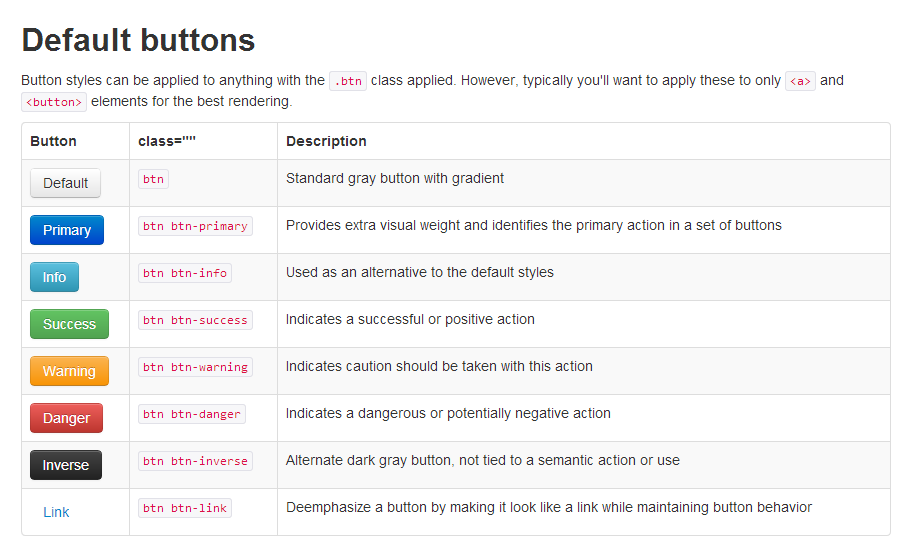 Default buttons
Button styles can be applied to anything with the .btn class applied. However, typically you'll want to apply these to only <a> and
<button> elements for the best rendering.
Button class="" Description
Default btn Standard gray button with gradient
Primary btn btn-primary Provides extra visual weight and identifies the primary action in a set of buttons
Info btn btn-info Used as an alternative to the default styles
Success btn btn-success Indicates a successful or positive action
Warning btn btn-warning Indicates caution should be taken with this action
Danger btn btn-danger Indicates a dangerous or potentially negative action
Inverse btn btn-inverse Alternate dark gray button, not tied to a semantic action or use
Link btn btn-link Deemphasize a button by making it look like a link while maintaining button behavior